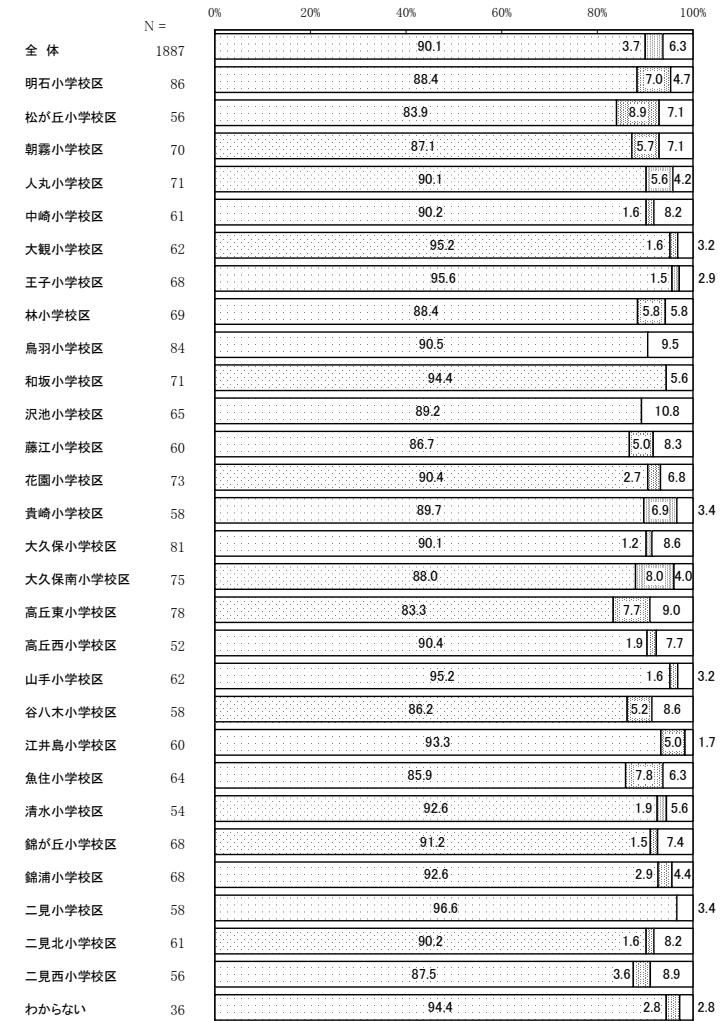 0% 20% 40% 60% 80% 100%
N =
全 体 1887 90.1 3.7 6.3
明石小学校区 86 88.4 7.0 4.7
松が丘小学校区 56 83.9 8.9 7.1
朝霧小学校区 70 87.1 5.7 7.1
人丸小学校区 71 90.1 5.6 4.2
中崎小学校区 61 90.2 1.6 8.2
大観小学校区 62 95.2 1.6 3.2
王子小学校区 68 95.6 1.5 2.9
林小学校区 69 88.4 5.8 5.8
鳥羽小学校区 84 90.5 9.5
和坂小学校区 71 94.4 5.6
沢池小学校区 65 89.2 10.8
藤江小学校区 60 86.7 5.0 8.3
花園小学校区 73 90.4 2.7 6.8
貴崎小学校区 58 89.7 6.9 3.4
大久保小学校区 81 90.1 1.2 8.6
大久保南小学校区 75 88.0 8.0 4.0
高丘東小学校区 78 83.3 7.7 9.0
高丘西小学校区 52 90.4 1.9 7.7
山手小学校区 62 95.2 1.6 3.2
谷八木小学校区 58 86.2 5.2 8.6
江井島小学校区 60 93.3 5.0 1.7
魚住小学校区 64 85.9 7.8 6.3
清水小学校区 54 92.6 1.9 5.6
錦が丘小学校区 68 91.2 1.5 7.4
錦浦小学校区 68 92.6 2.9 4.4
二見小学校区 58 96.6 3.4
二見北小学校区 61 90.2 1.6 8.2
二見西小学校区 56 87.5 3.6 8.9
わからない 36 94.4 2.8 2.8